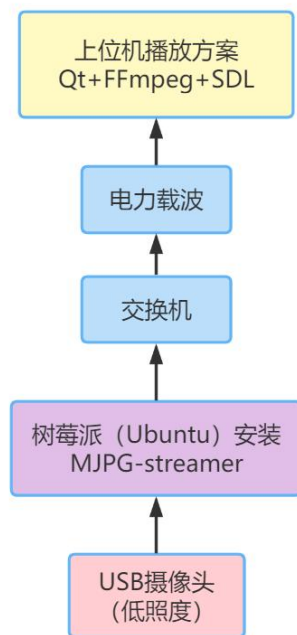 上位机播放方案
Qt+FFmpeg+SDL
电力载波
交换机
树莓派（Ubuntu）安装
MJPG-streamer
USB摄像头
（低照度）